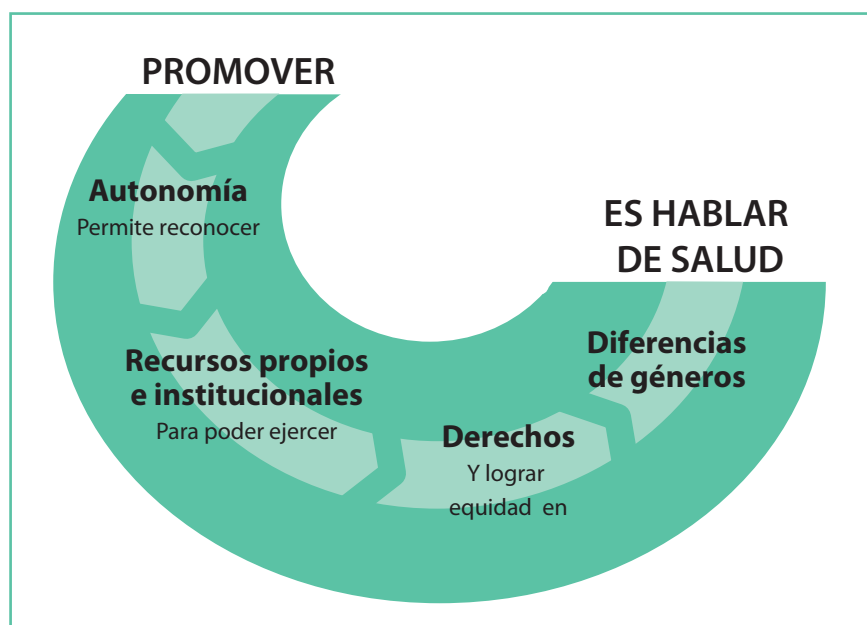 PROMOVER
Autonomía
Permite reconocer
Recursos propios
e institucionales
Para poder ejercer
Derechos
Y lograr
equidad en
Diferencias
de géneros
ES HABLAR
DE SALUD